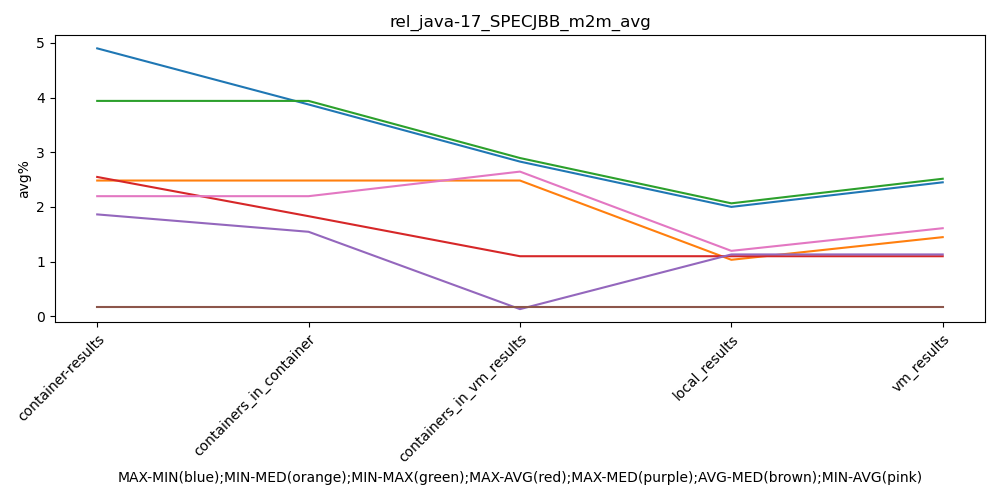 rel_java-17_SPECJBB_m2m_avg
avg%
5
4
3
2
1
0
container-results
containers_in_container
containers_in_vm_results
local_results
vm_results
MAX-MIN(blue);MIN-MED(orange);MIN-MAX(green);MAX-AVG(red);MAX-MED(purple);AVG-MED(brown);MIN-AVG(pink)